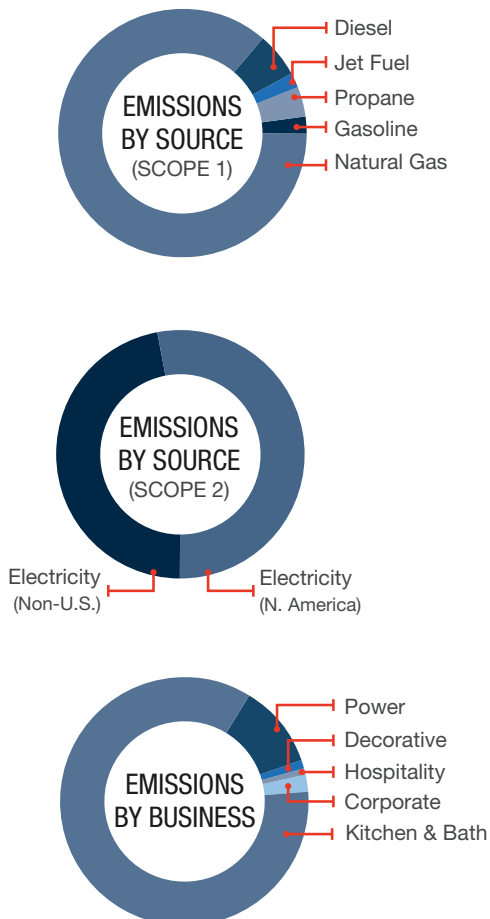 EMISSIONS
BY SOURCE
(SCOPE 1)
Diesel
Jet Fuel
Propane
Gasoline
Natural Gas
EMISSIONS
BY SOURCE
(SCOPE 2)
Electricity
(Non-U.S.)
Electricity
(N. America)
EMISSIONS
BY BUSINESS
Power
Decorative
Hospitality
Corporate
Kitchen & Bath